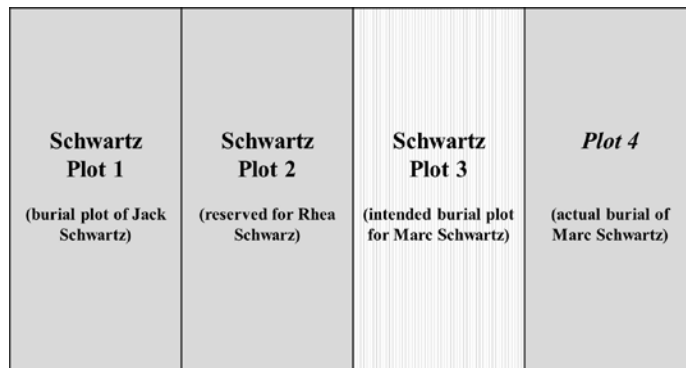 Schwartz
Plot 1
(burial plot of Jack
Schwartz)
Schwartz
Plot 2
(reserved for Rhea
Schwarz)
Schwartz
Plot 3
(intended burial plot
for Marc Schwartz)
Plot 4
(actual burial of
Marc Schwartz)